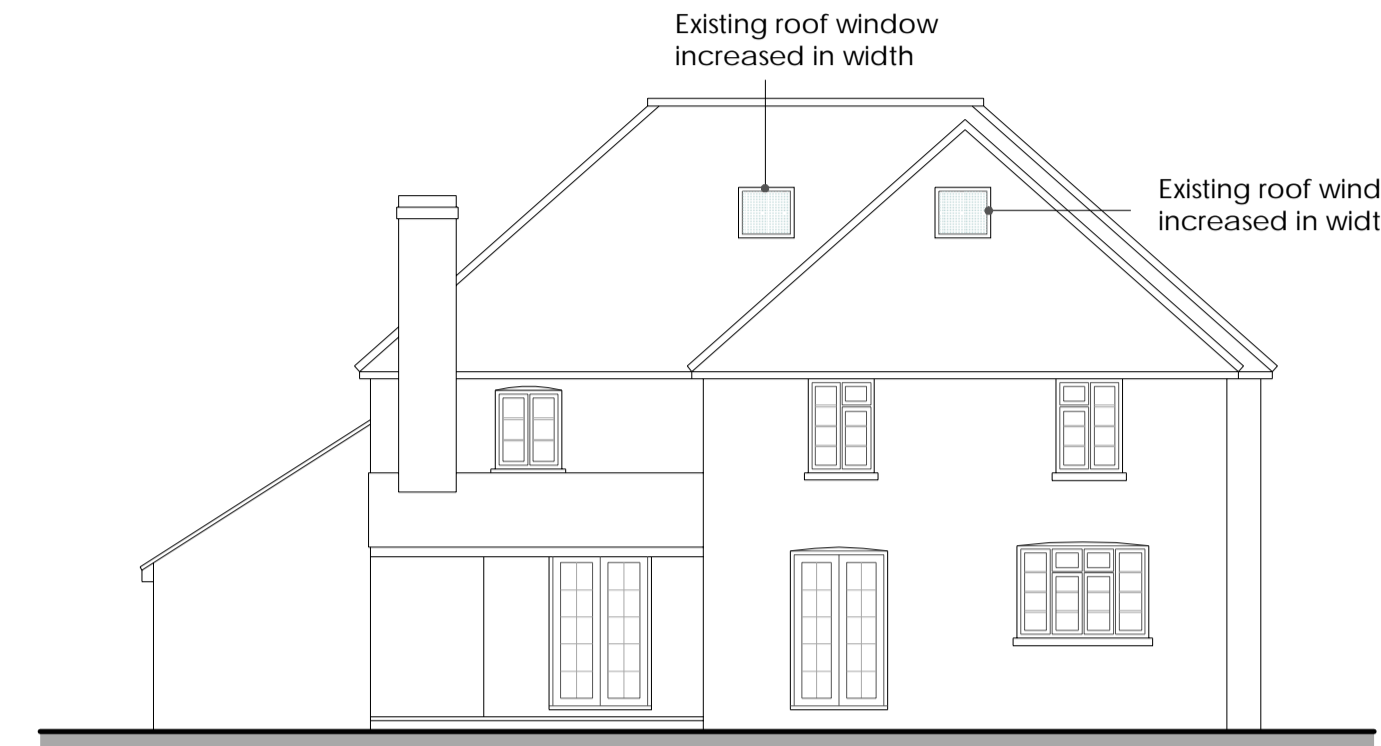 Existing roof window
increased in width
Existing roof wind
increased in widt